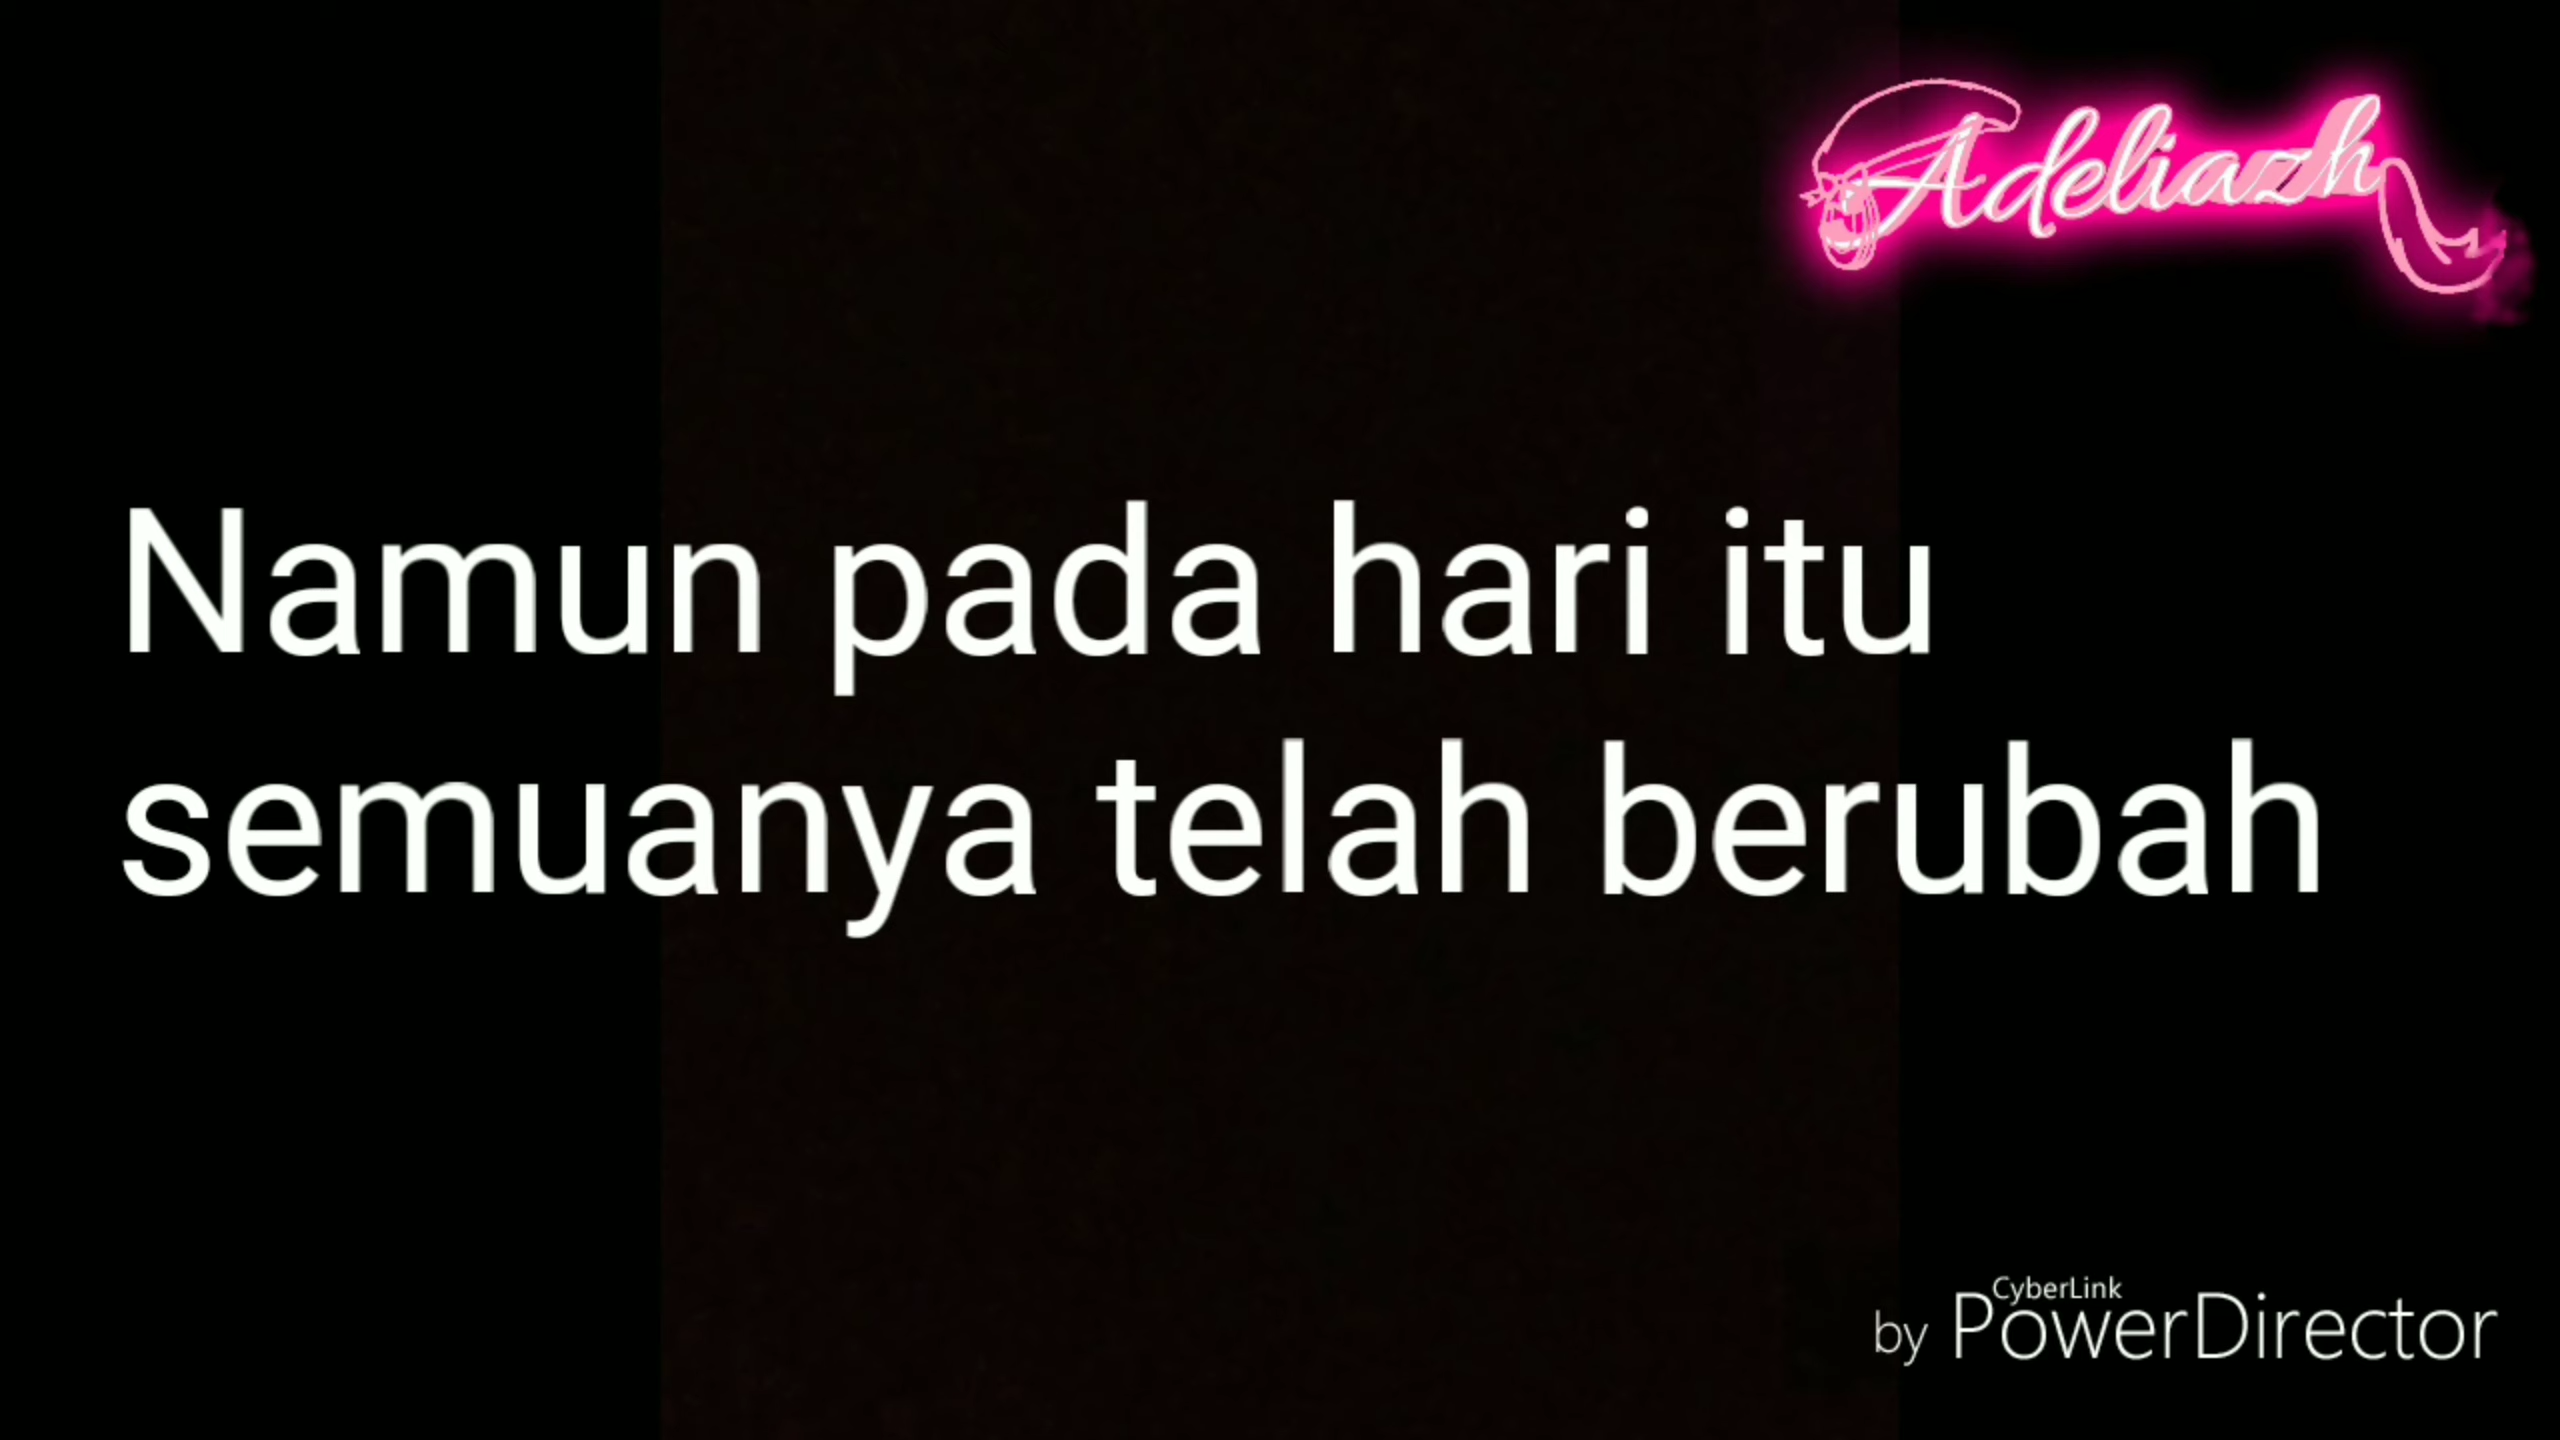 Adeliazh
Namun pada hari itu
semuanya telah berubah
by CyberLink PowerDirector